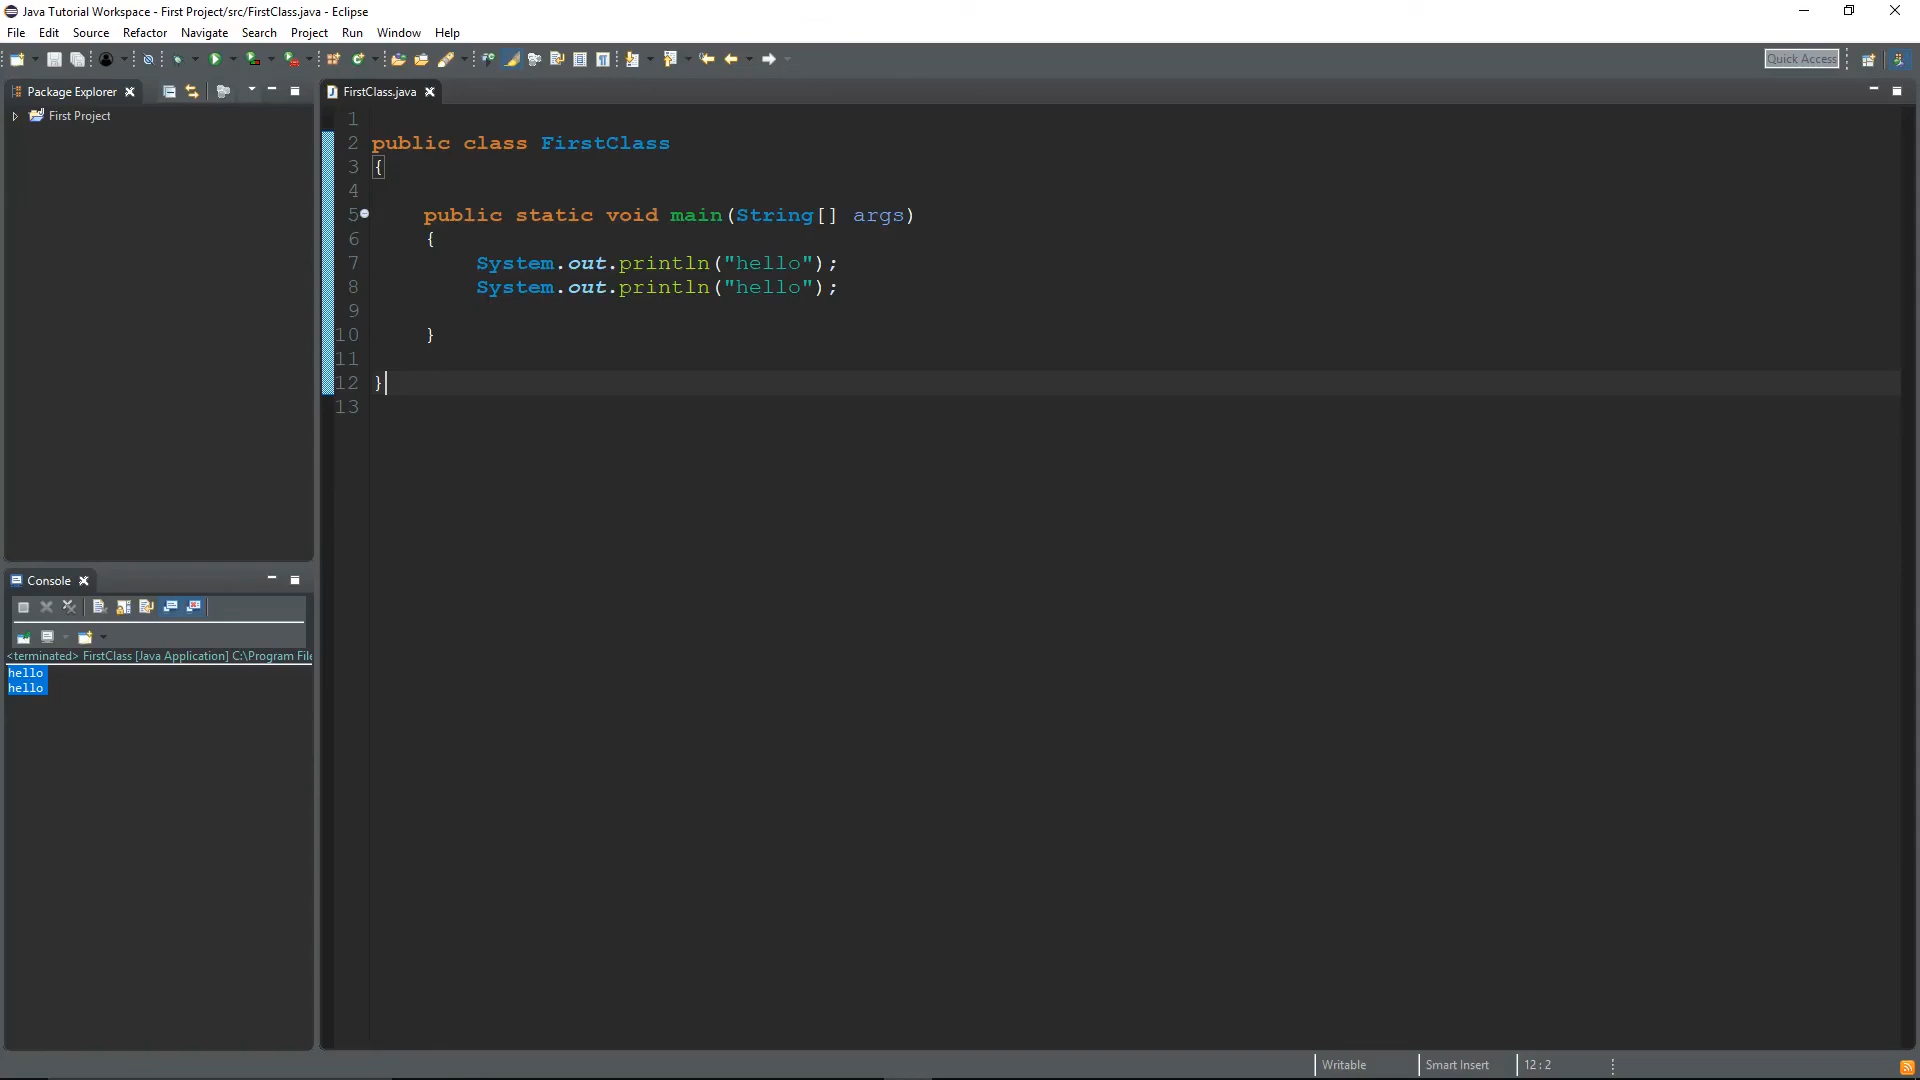 Java Tutorial Workspace - First Project/src/FirstClass.java - Eclipse
File Edit Source Refactor Navigate Search Project Run Window Help
Quick Access
Package Explorer
FirstClass.java
First Project
1
2 public class FirstClass
3 {
4
5 public static void main(String[] args)
6 {
7 System.out.println("hello");
8 System.out.println("hello");
9
10 }
11
12 }
13
Console
<terminated> FirstClass [Java Application] C:\Program File
hello
hello
Writable Smart Insert 12 : 2